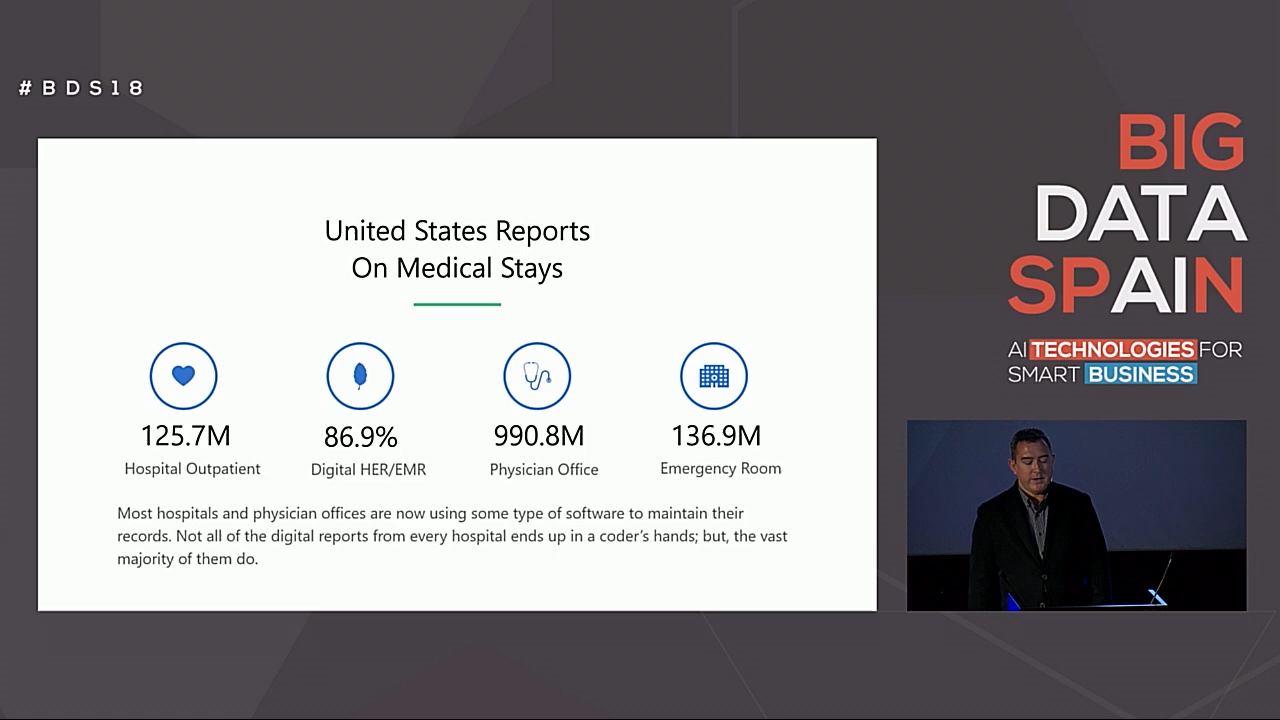 #BDS18
BIG
DATA
SPAIN
AI TECHNOLOGIES FOR
SMART BUSINESS
United States Reports
On Medical Stays
125.7M
86.9%
990.8M
136.9M
Hospital Outpatient
Digital HER/EMR
Physician Office
Emergency Room
Most hospitals and physician offices are now using some type of software to maintain their
records. Not all of the digital reports from every hospital ends up in a coder's hands; but, the vast
majority of them do.